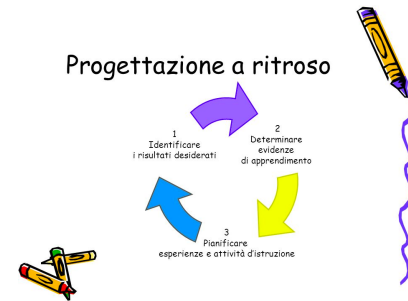 Progettazione a ritroso
1
Identificare
i risultati desiderati
2
Determinare
evidenze
di apprendimento
3
Pianificare
esperienze e attività d'istruzione